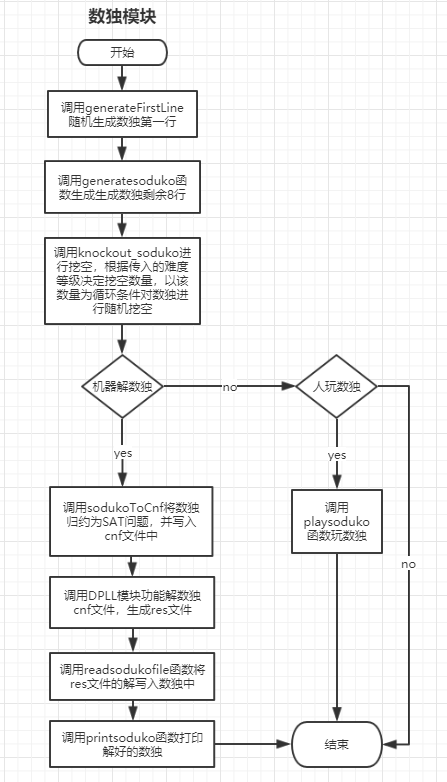 数独模块
开始
调用generateFirstLine
随机生成数独第一行
调用generatesoduko函
数生成生成数独剩余8行
调用knockout_soduko进
行挖空，根据传入的难度
等级决定挖空数量，以该
数量为循环条件对数独进
行随机挖空
机器解数独
no
人玩数独
yes
yes
调用sodukoToCnf将数独
归约为SAT问题，并写入
cnf文件中
调用
playsoduko
函数玩数独
no
调用DPLL模块功能解数独
cnf文件，生成res文件
调用readsodukofile函数将
res文件的解写入数独中
调用printsoduko函数打印
解好的数独
结束